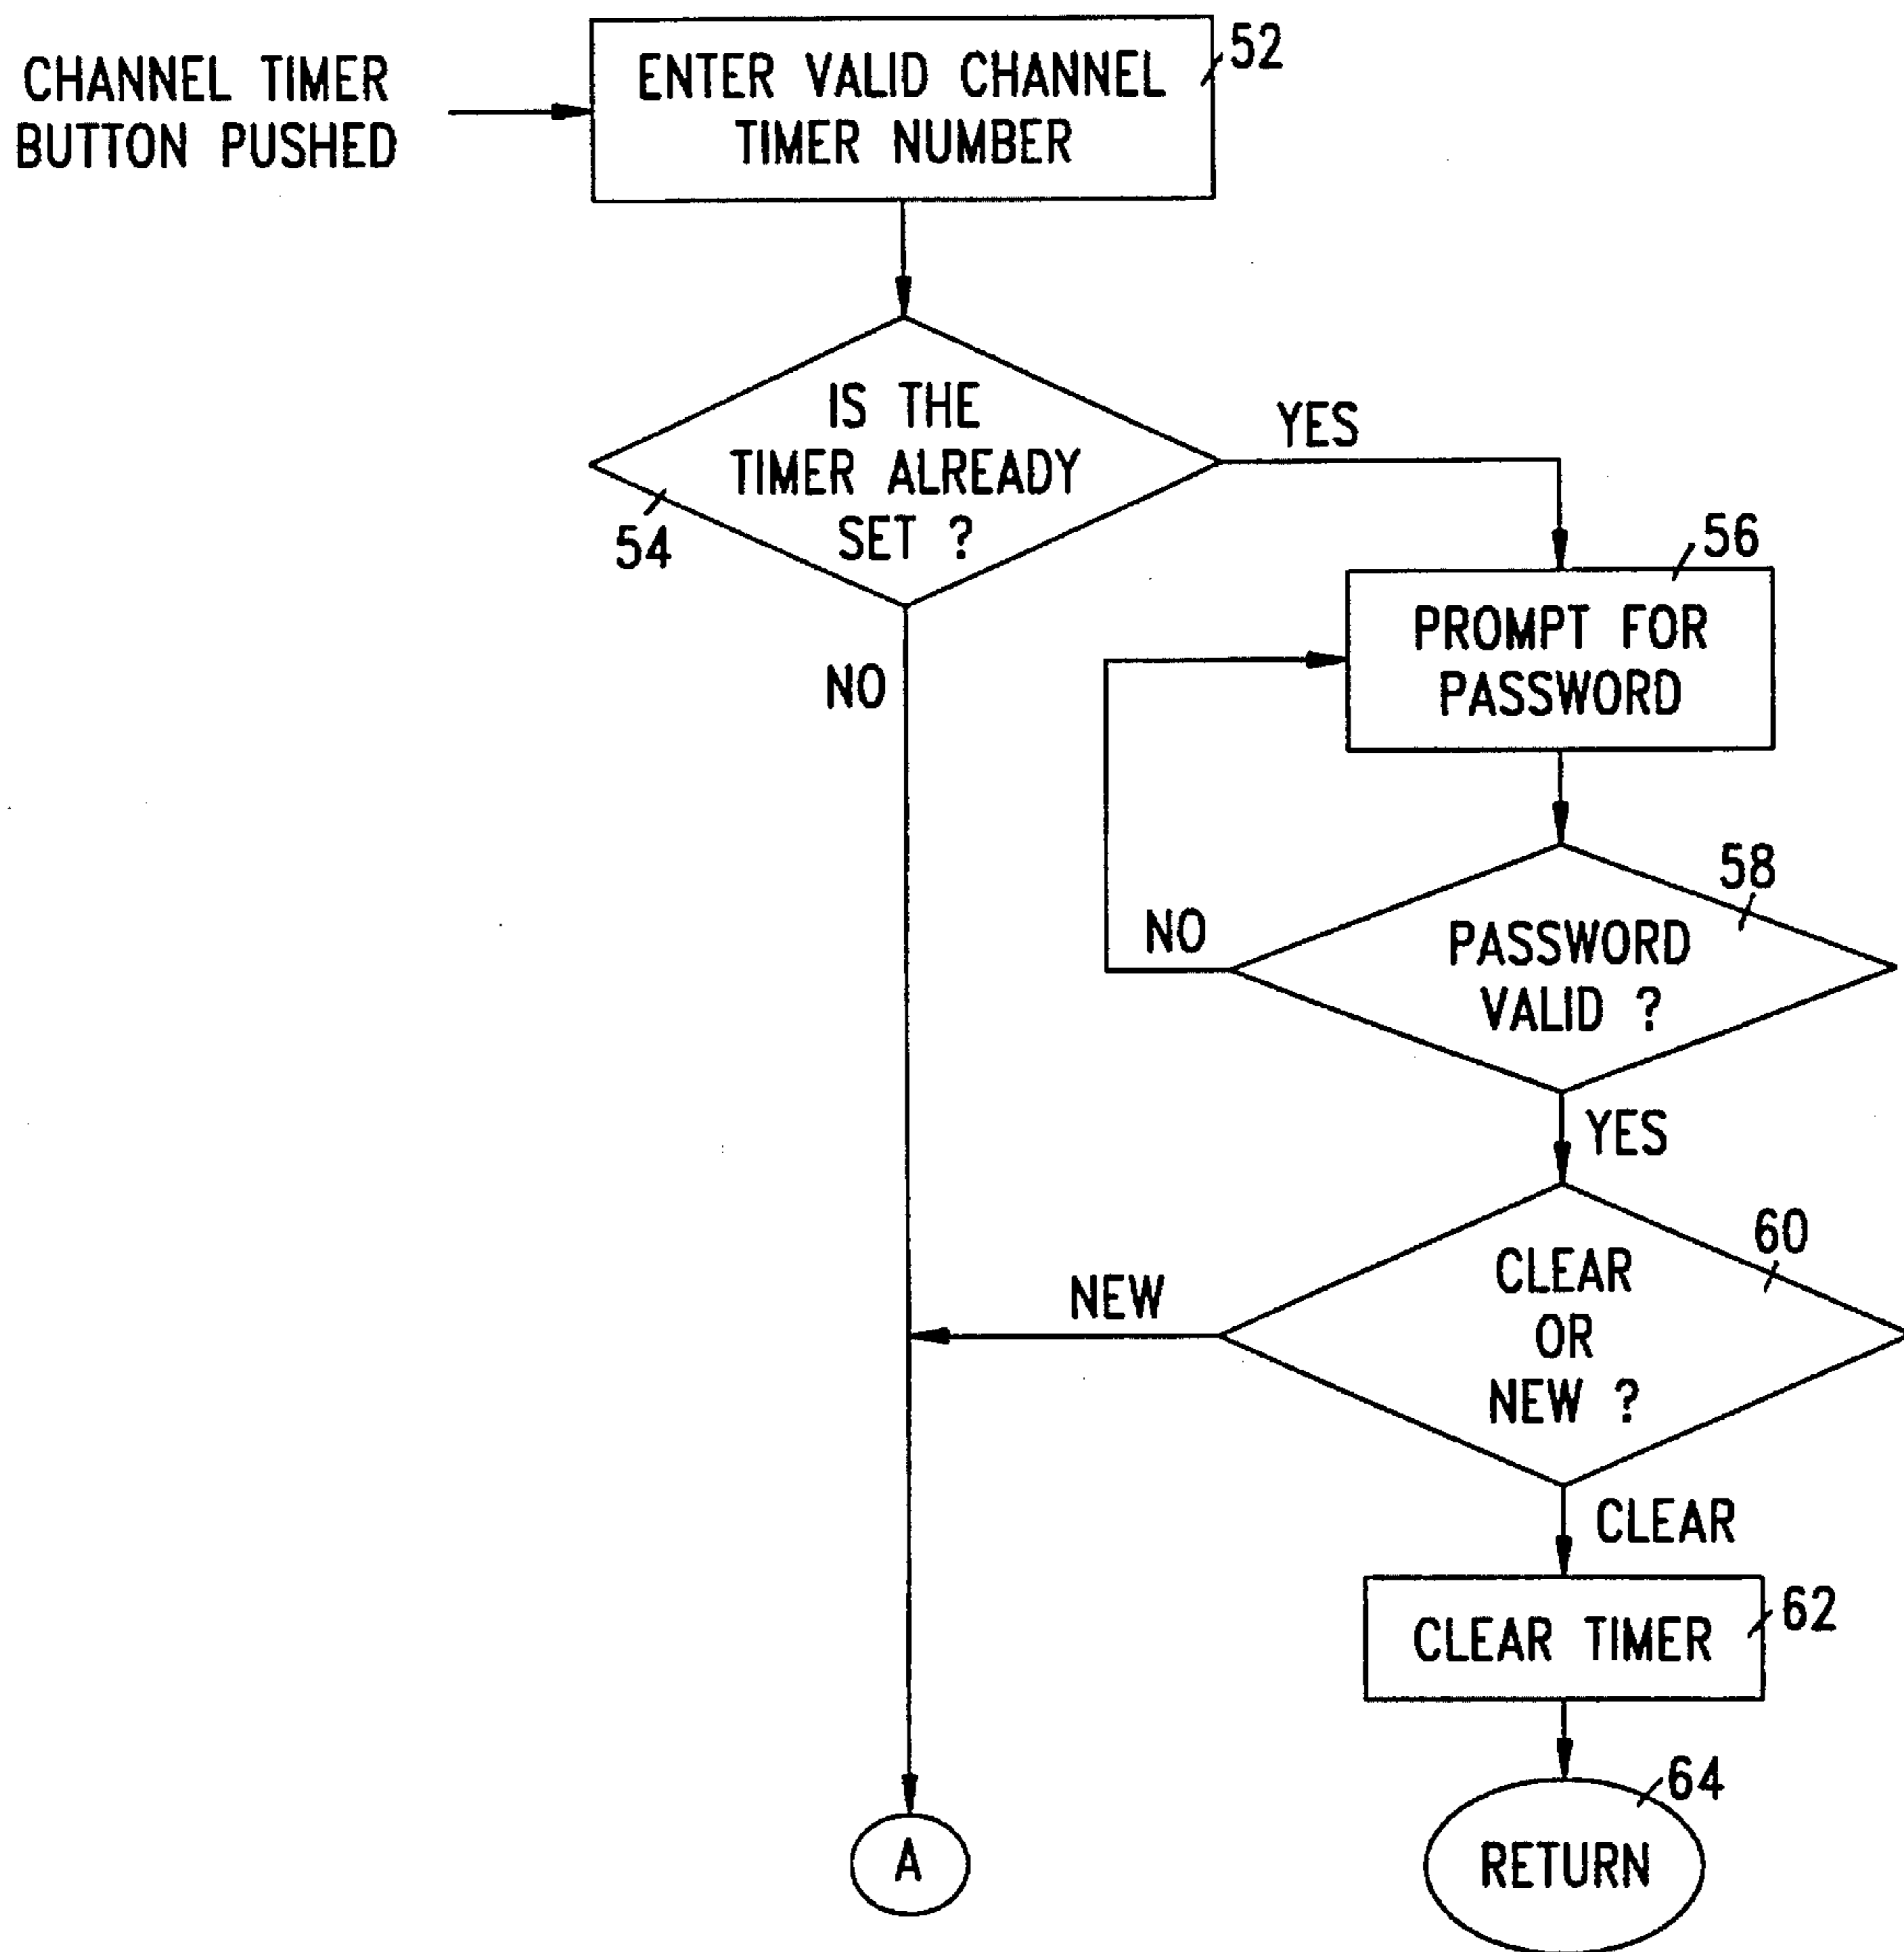 CHANNEL TIMER
BUTTON PUSHED
ENTER VALID CHANNEL
TIMER NUMBER
52
IS THE
TIMER ALREADY
SET ?
54
YES
NO
56
PROMPT FOR
PASSWORD
58
PASSWORD
VALID ?
NO
YES
60
CLEAR
OR
NEW ?
NEW
CLEAR
CLEAR TIMER
62
64
RETURN
A